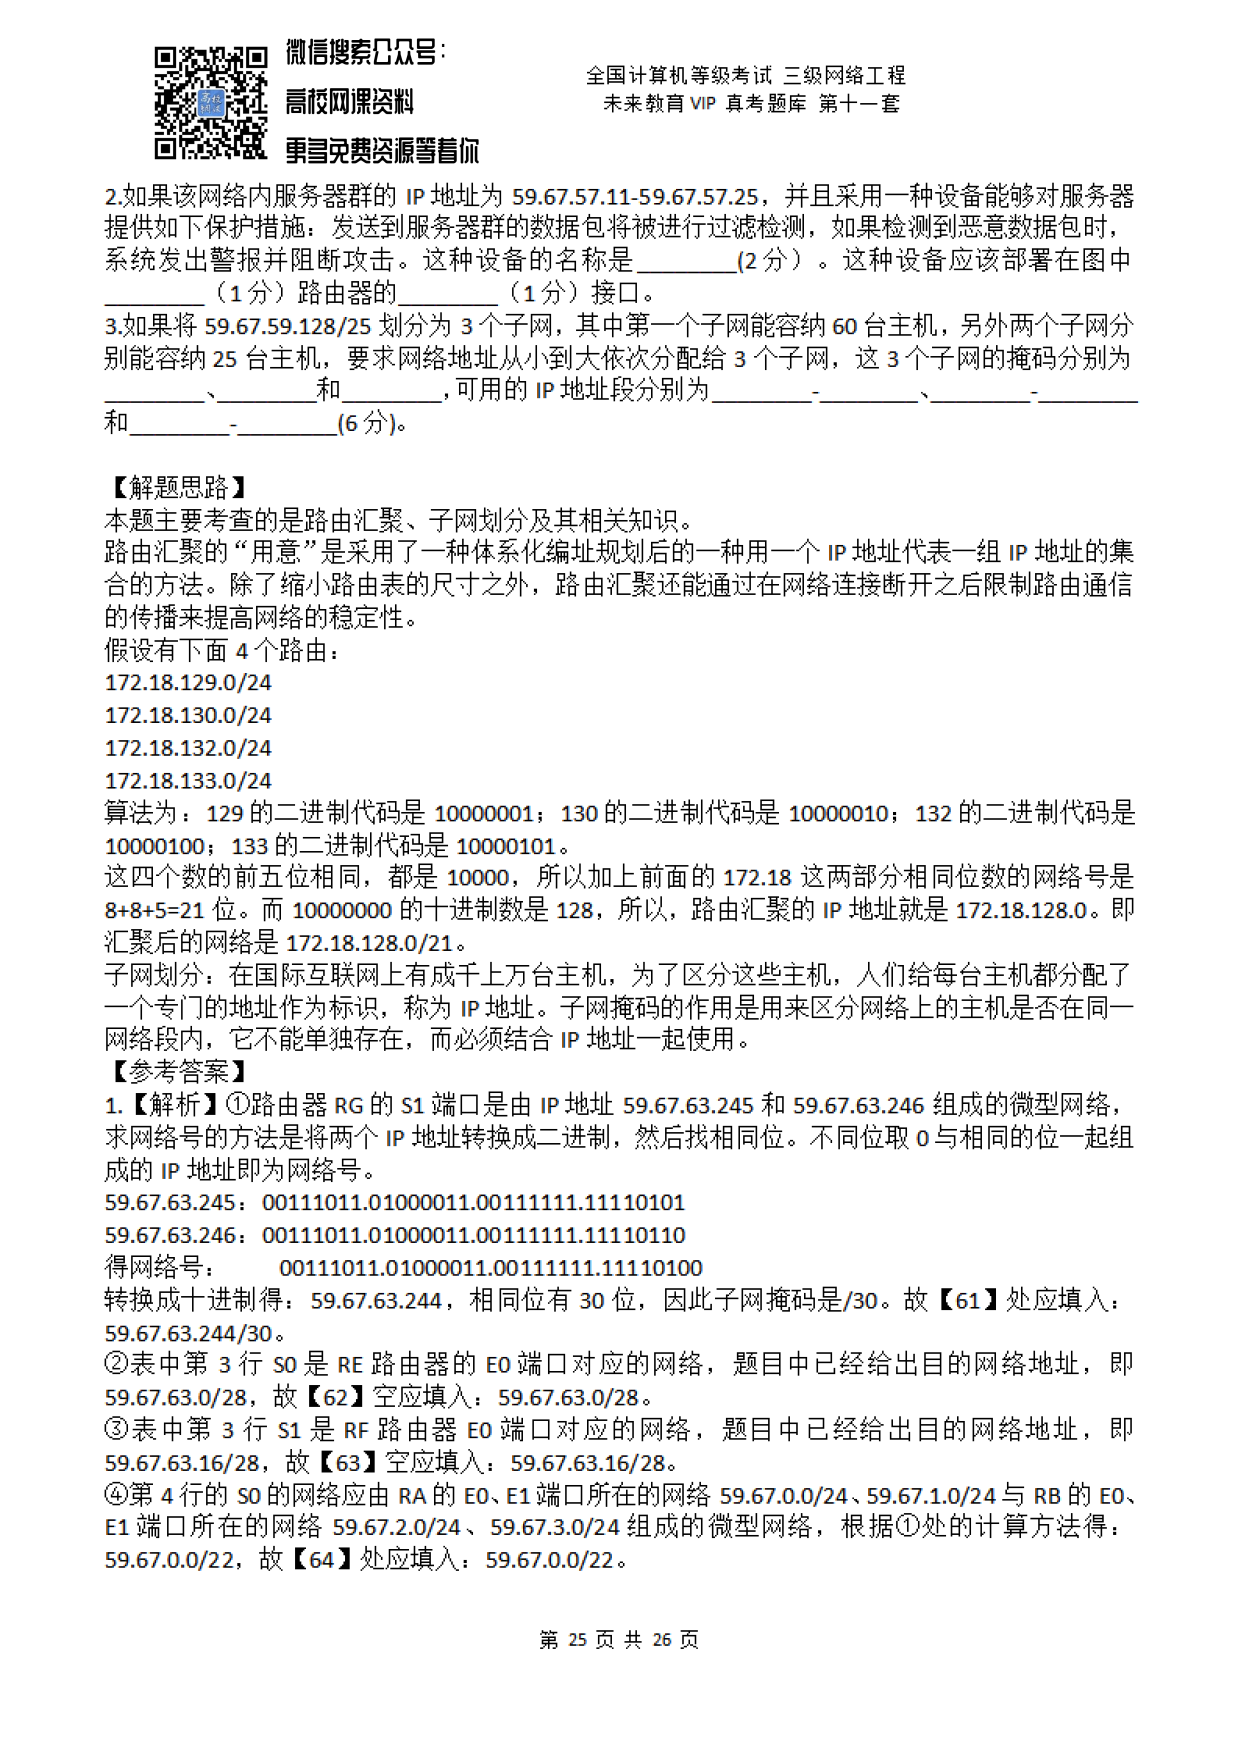 微信搜索公众号：
高校网课资料
更多免费资源等着你
全国计算机等级考试 三级网络工程
未来教育 VIP 真考题库 第十一套
2.如果该网络内服务器群的 IP 地址为 59.67.57.11-59.67.57.25，并且采用一种设备能够对服务器
提供如下保护措施：发送到服务器群的数据包将被进行过滤检测，如果检测到恶意数据包时，
系统发出警报并阻断攻击。这种设备的名称是________(2 分）。这种设备应该部署在图中
________（1 分）路由器的________（1 分）接口。
3.如果将 59.67.59.128/25 划分为 3 个子网，其中第一个子网能容纳 60 台主机，另外两个子网分
别能容纳 25 台主机，要求网络地址从小到大依次分配给 3 个子网，这 3 个子网的掩码分别为
________、________和________,可用的 IP 地址段分别为________-________、________-________
和________-________(6 分)。
【解题思路】
本题主要考查的是路由汇聚、子网划分及其相关知识。
路由汇聚的“用意”是采用了一种体系化编址规划后的一种用一个 IP 地址代表一组 IP 地址的集
合的方法。除了缩小路由表的尺寸之外，路由汇聚还能通过在网络连接断开之后限制路由通信
的传播来提高网络的稳定性。
假设有下面 4 个路由：
172.18.129.0/24
172.18.130.0/24
172.18.132.0/24
172.18.133.0/24
算法为：129 的二进制代码是 10000001；130 的二进制代码是 10000010；132 的二进制代码是
10000100；133 的二进制代码是 10000101。
这四个数的前五位相同，都是 10000，所以加上前面的 172.18 这两部分相同位数的网络号是
8+8+5=21 位。而 10000000 的十进制数是 128，所以，路由汇聚的 IP 地址就是 172.18.128.0。即
汇聚后的网络是 172.18.128.0/21。
子网划分：在国际互联网上有成千上万台主机，为了区分这些主机，人们给每台主机都分配了
一个专门的地址作为标识，称为 IP 地址。子网掩码的作用是用来区分网络上的主机是否在同一
网络段内，它不能单独存在，而必须结合 IP 地址一起使用。
【参考答案】
1.【解析】①路由器 RG 的 S1 端口是由 IP 地址 59.67.63.245 和 59.67.63.246 组成的微型网络，
求网络号的方法是将两个 IP 地址转换成二进制，然后找相同位。不同位取 0 与相同的位一起组
成的 IP 地址即为网络号。
59.67.63.245：00111011.01000011.00111111.11110101
59.67.63.246：00111011.01000011.00111111.11110110
得网络号： 00111011.01000011.00111111.11110100
转换成十进制得：59.67.63.244，相同位有 30 位，因此子网掩码是/30。故【61】处应填入：
59.67.63.244/30。
②表中第 3 行 S0 是 RE 路由器的 E0 端口对应的网络，题目中已经给出目的网络地址，即
59.67.63.0/28，故【62】空应填入：59.67.63.0/28。
③表中第 3 行 S1 是 RF 路由器 E0 端口对应的网络，题目中已经给出目的网络地址，即
59.67.63.16/28，故【63】空应填入：59.67.63.16/28。
④第 4 行的 S0 的网络应由 RA 的 E0、E1 端口所在的网络 59.67.0.0/24、59.67.1.0/24 与 RB 的 E0、
E1 端口所在的网络 59.67.2.0/24、59.67.3.0/24 组成的微型网络，根据①处的计算方法得：
59.67.0.0/22，故【64】处应填入：59.67.0.0/22。
第 25 页 共 26 页